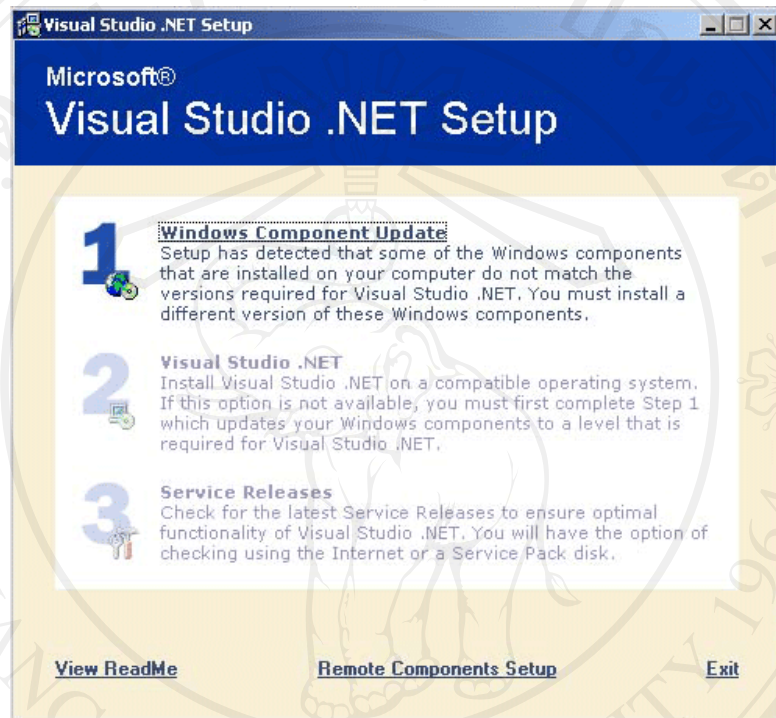 Visual Studio .NET Setup
Microsoft®
Visual Studio .NET Setup
1
Windows Component Update
Setup has detected that some of the Windows components
that are installed on your computer do not match the
versions required for Visual Studio .NET. You must install a
different version of these Windows components.
2
Visual Studio .NET
Install Visual Studio .NET on a compatible operating system.
If this option is not available, you must first complete Step 1
which updates your Windows components to a level that is
required for Visual Studio .NET.
3
Service Releases
Check for the latest Service Releases to ensure optimal
functionality of Visual Studio .NET. You will have the option of
checking using the Internet or a Service Pack disk.
View ReadMe Remote Components Setup Exit
1964